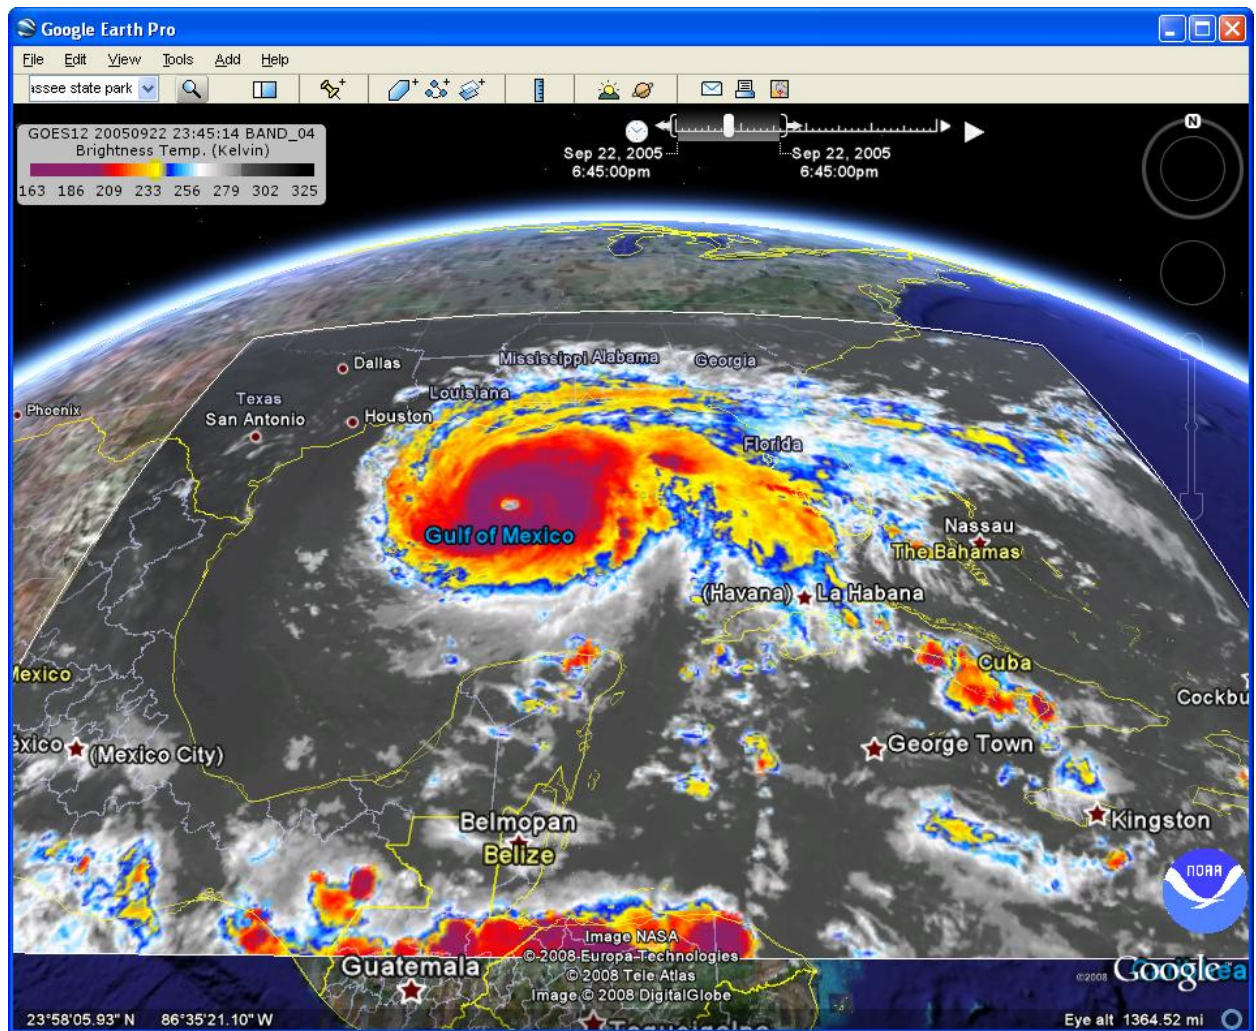 Google Earth Pro
File Edit View Tools Add Help
assee state park
GOES12 20050922 23:45:14 BAND_04
Brightness Temp. (Kelvin)
163 186 209 233 256 279 302 325
Sep 22, 2005
6:45:00pm
Sep 22, 2005
6:45:00pm
N
Dallas
Mississippi Alabama Georgia
Louisiana
Texas
Phoenix
San Antonio
Houston
Florida
Gulf of Mexico
Nassau
The Bahamas
(Havana) La Habana
Cuba
Mexico
Cockbu
éxico (Mexico City)
George Town
Belmopan
Kingston
Belize
NOAA
Image NASA
© 2008 Europa Technologies
© 2008 Tele Atlas
Image © 2008 DigitalGlobe
Guatemala
©2008 Google™
Tegucigalpa
23°58'05.93" N 86°35'21.10" W
Eye alt 1364.52 mi